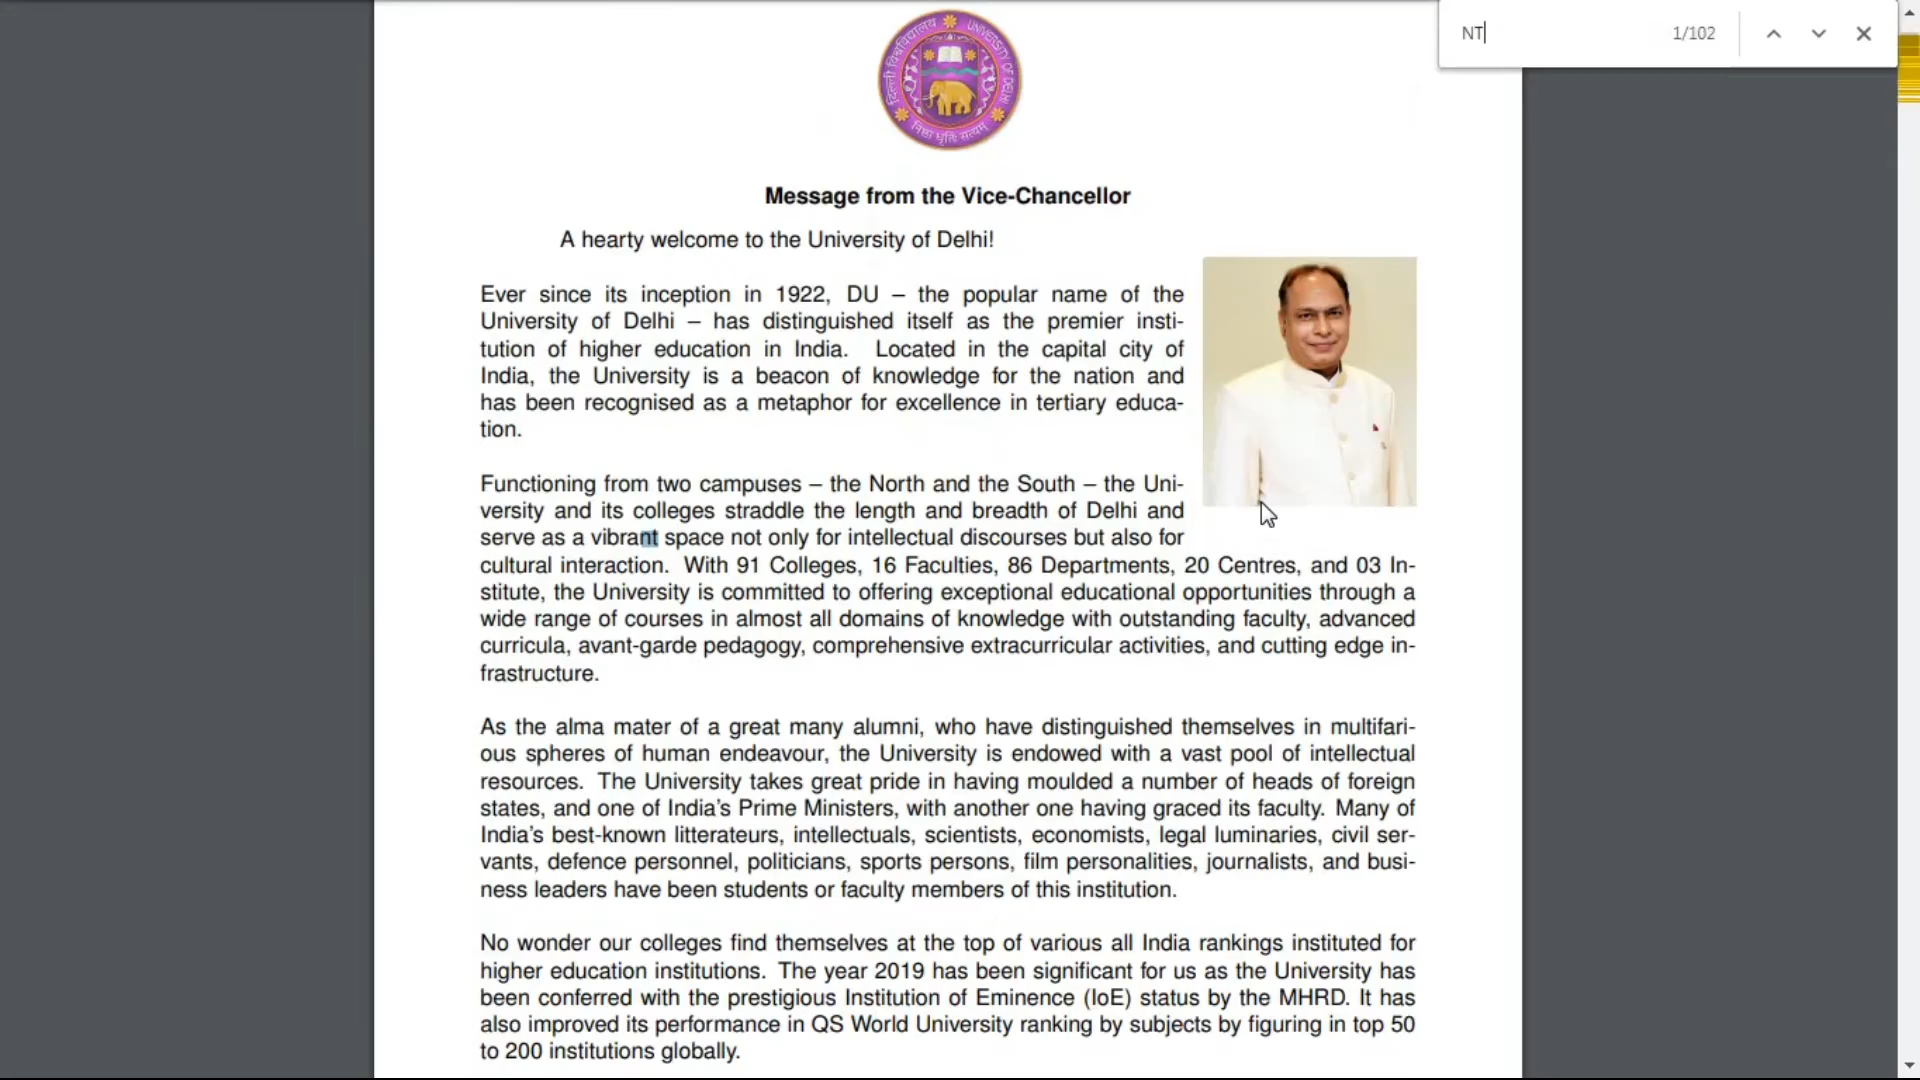 NT 1/102
दिल्ली विश्वविद्यालय UNIVERSITY OF DELHI
निष्ठा धृतिः सत्यम्
Message from the Vice-Chancellor
A hearty welcome to the University of Delhi!
Ever since its inception in 1922, DU – the popular name of the
University of Delhi – has distinguished itself as the premier insti-
tution of higher education in India. Located in the capital city of
India, the University is a beacon of knowledge for the nation and
has been recognised as a metaphor for excellence in tertiary educa-
tion.
Functioning from two campuses – the North and the South – the Uni-
versity and its colleges straddle the length and breadth of Delhi and
serve as a vibrant space not only for intellectual discourses but also for
cultural interaction. With 91 Colleges, 16 Faculties, 86 Departments, 20 Centres, and 03 In-
stitute, the University is committed to offering exceptional educational opportunities through a
wide range of courses in almost all domains of knowledge with outstanding faculty, advanced
curricula, avant-garde pedagogy, comprehensive extracurricular activities, and cutting edge in-
frastructure.
As the alma mater of a great many alumni, who have distinguished themselves in multifari-
ous spheres of human endeavour, the University is endowed with a vast pool of intellectual
resources. The University takes great pride in having moulded a number of heads of foreign
states, and one of India's Prime Ministers, with another one having graced its faculty. Many of
India's best-known litterateurs, intellectuals, scientists, economists, legal luminaries, civil ser-
vants, defence personnel, politicians, sports persons, film personalities, journalists, and busi-
ness leaders have been students or faculty members of this institution.
No wonder our colleges find themselves at the top of various all India rankings instituted for
higher education institutions. The year 2019 has been significant for us as the University has
been conferred with the prestigious Institution of Eminence (IoE) status by the MHRD. It has
also improved its performance in QS World University ranking by subjects by figuring in top 50
to 200 institutions globally.